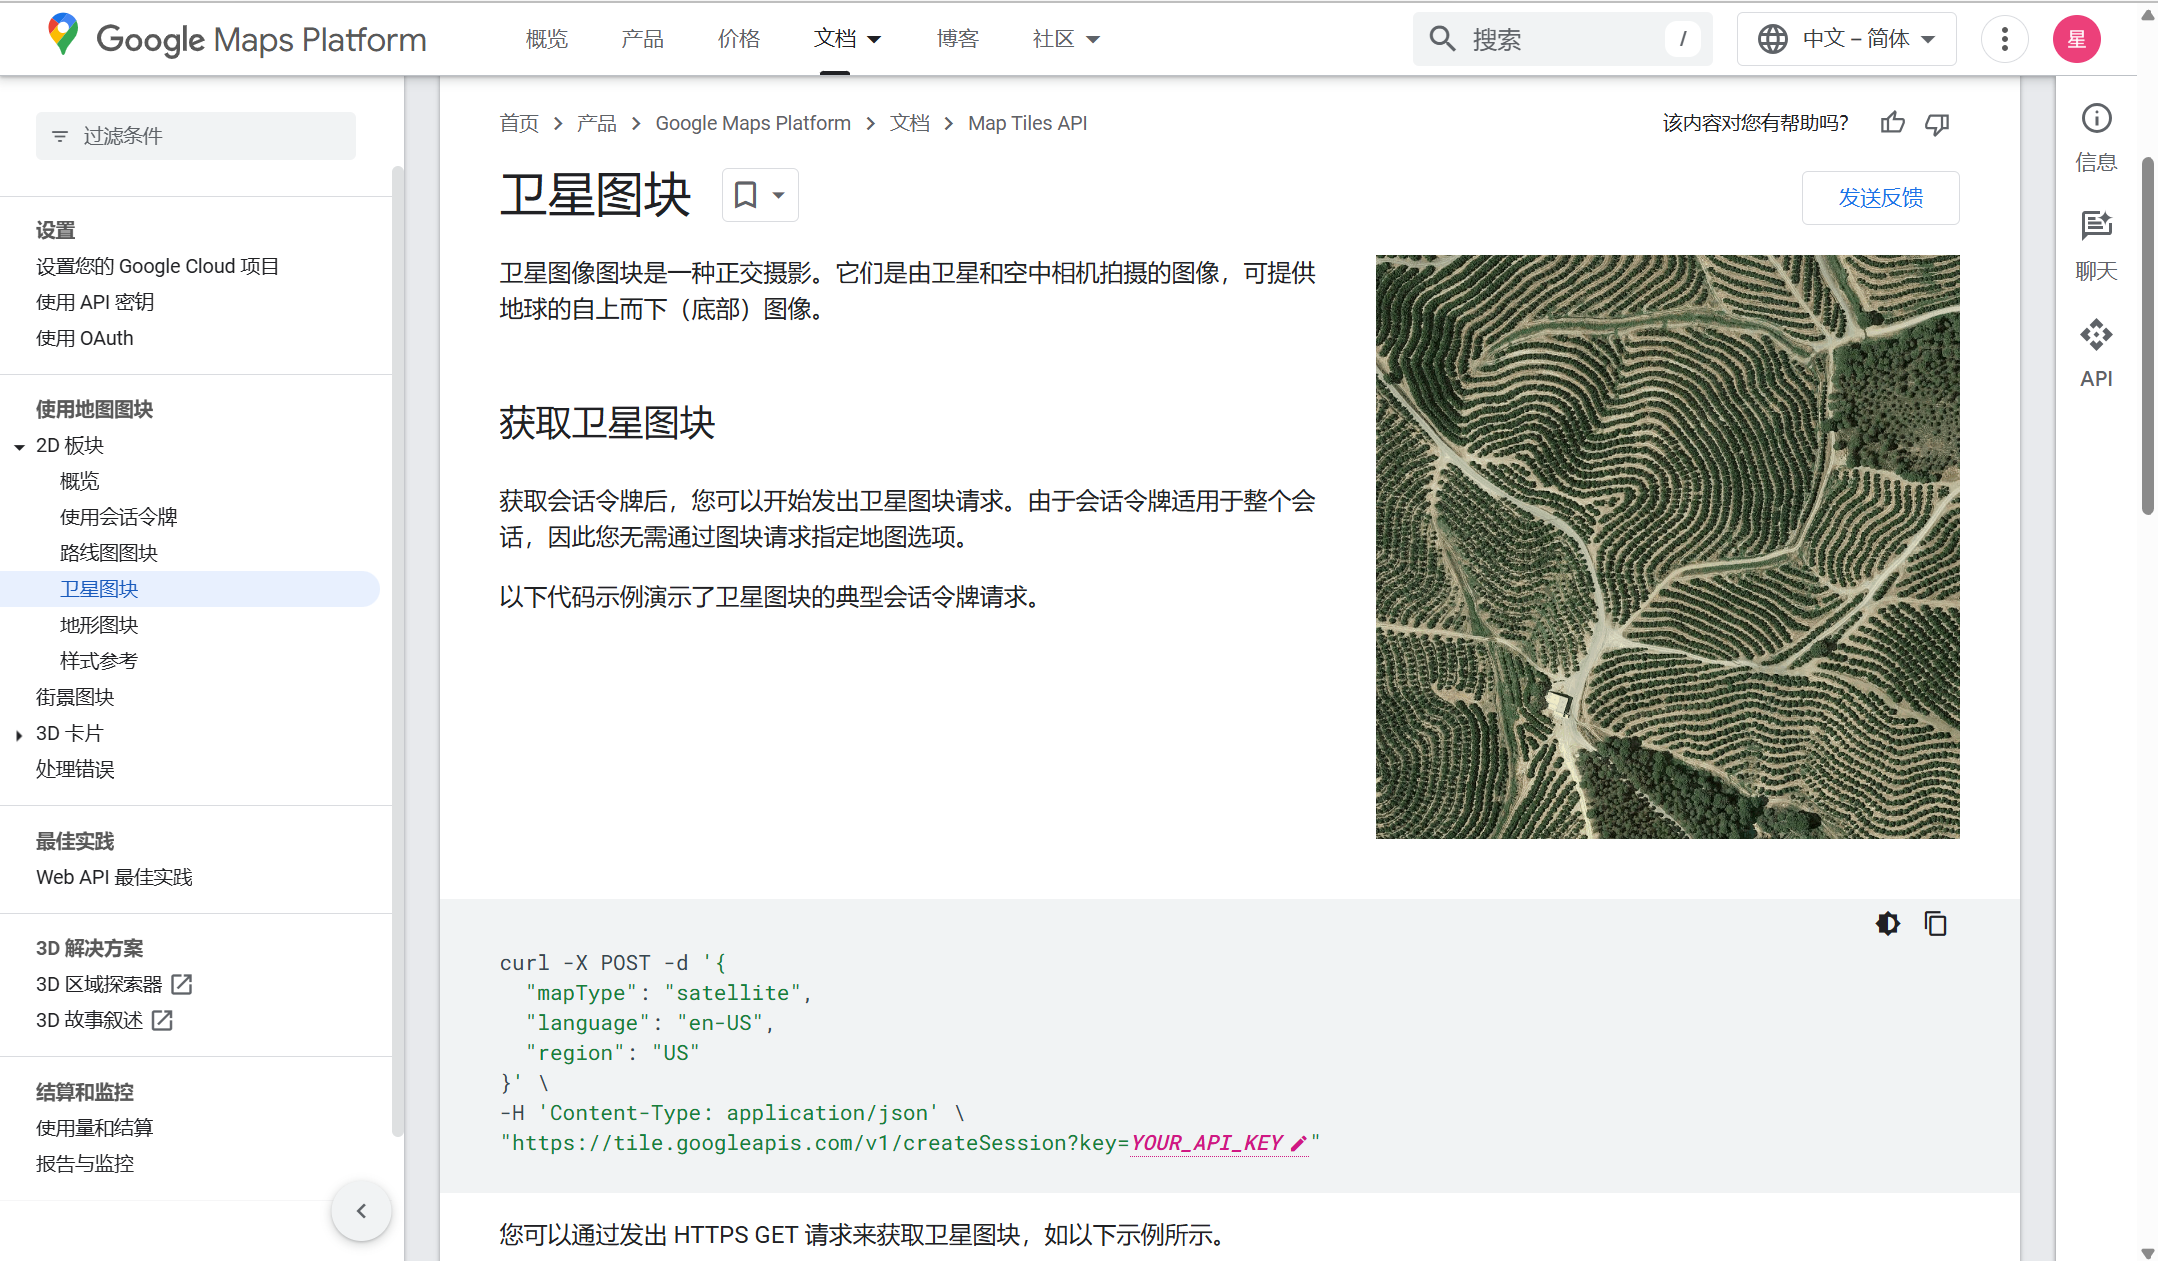 Google Maps Platform
概览
产品
价格
文档
博客
社区
搜索
/
中文 – 简体
星
过滤条件
设置
设置您的 Google Cloud 项目
使用 API 密钥
使用 OAuth
使用地图图块
2D 板块
概览
使用会话令牌
路线图图块
卫星图块
地形图块
样式参考
街景图块
3D 卡片
处理错误
最佳实践
Web API 最佳实践
3D 解决方案
3D 区域探索器
3D 故事叙述
结算和监控
使用量和结算
报告与监控
首页 > 产品 > Google Maps Platform > 文档 > Map Tiles API
该内容对您有帮助吗？
卫星图块
发送反馈
卫星图像图块是一种正交摄影。它们是由卫星和空中相机拍摄的图像，可提供
地球的自上而下（底部）图像。
获取卫星图块
获取会话令牌后，您可以开始发出卫星图块请求。由于会话令牌适用于整个会
话，因此您无需通过图块请求指定地图选项。
以下代码示例演示了卫星图块的典型会话令牌请求。
curl -X POST -d '{
"mapType": "satellite",
"language": "en-US",
"region": "US"
}' \
-H 'Content-Type: application/json' \
"https://tile.googleapis.com/v1/createSession?key=YOUR_API_KEY"
您可以通过发出 HTTPS GET 请求来获取卫星图块，如以下示例所示。
信息
聊天
API